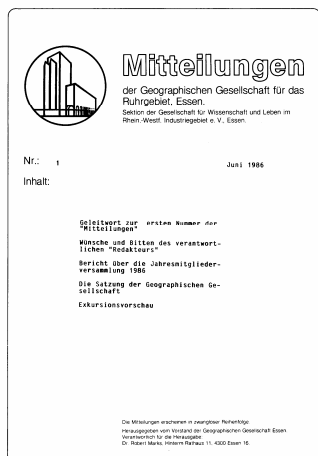 Mitteilungen
der Geographischen Gesellschaft für das
Ruhrgebiet, Essen.
Sektion der Gesellschaft für Wissenschaft und Leben im
Rhein.-Westf. Industriegebiet e. V., Essen.
Nr.: 1
Juni 1986
Inhalt:
Geleitwort zur ersten Nummer der
"Mitteilungen"
Wünsche und Bitten des verantwort-
lichen "Redakteurs"
Bericht über die Jahresmitglieder-
versammlung 1986
Die Satzung der Geographischen Ge-
sellschaft
Exkursionsvorschau
Die Mitteilungen erscheinen in zwangloser Reihenfolge.
Herausgegeben vom Vorstand der Geographischen Gesellschaft Essen.
Verantwortlich für die Herausgabe:
Dr. Robert Marks, Hinterm Rathaus 11, 4300 Essen 16.